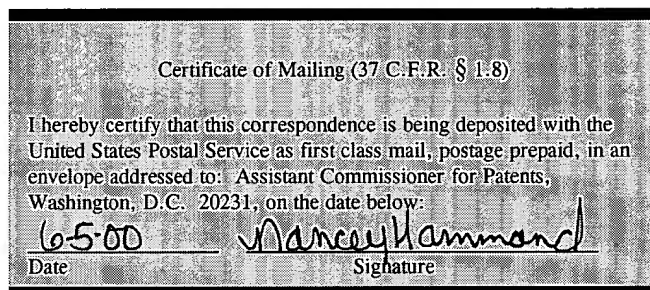 Certificate of Mailing (37 C.F.R. § 1.8)
I hereby certify that this correspondence is being deposited with the
United States Postal Service as first class mail, postage prepaid, in an
envelope addressed to: Assistant Commissioner for Patents,
Washington, D.C. 20231, on the date below:
6-5-00 Nancey Hammand
Date Signature